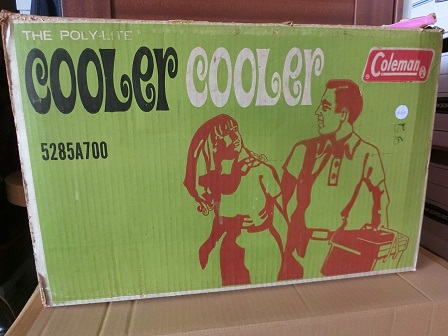 THE POLY-LITE
COOLer COOLer
Coleman
5285A700